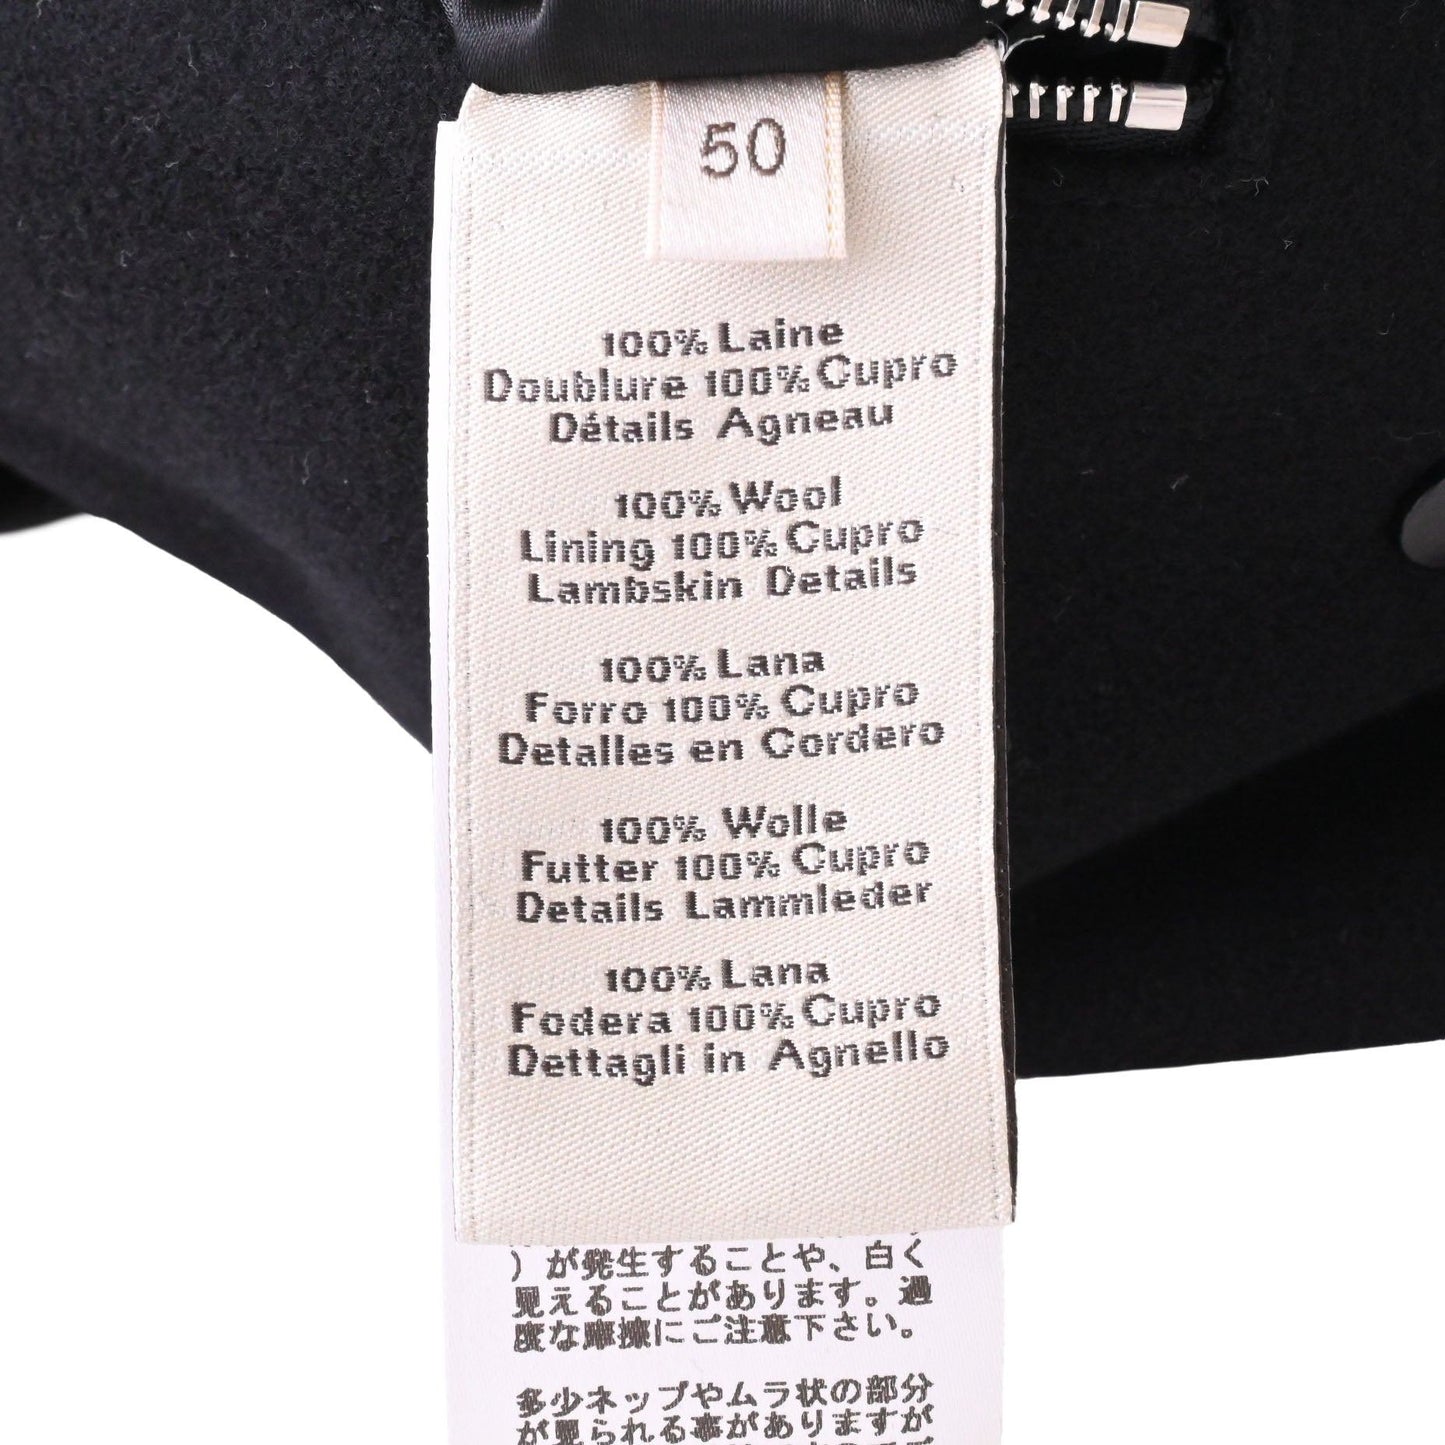 50
100% Laine
Doublure 100% Cupro
Détails Agneau
100% Wool
Lining 100% Cupro
Lambskin Details
100% Lana
Forro 100% Cupro
Detalles en Cordero
100% Wolle
Futter 100% Cupro
Details Lammleder
100% Lana
Fodera 100% Cupro
Dettagli in Agnello
)が発生することや、白く
見えることがあります。過
度な摩擦にご注意下さい。
多少ネップやムラ状の部分
が見られる事がありますが